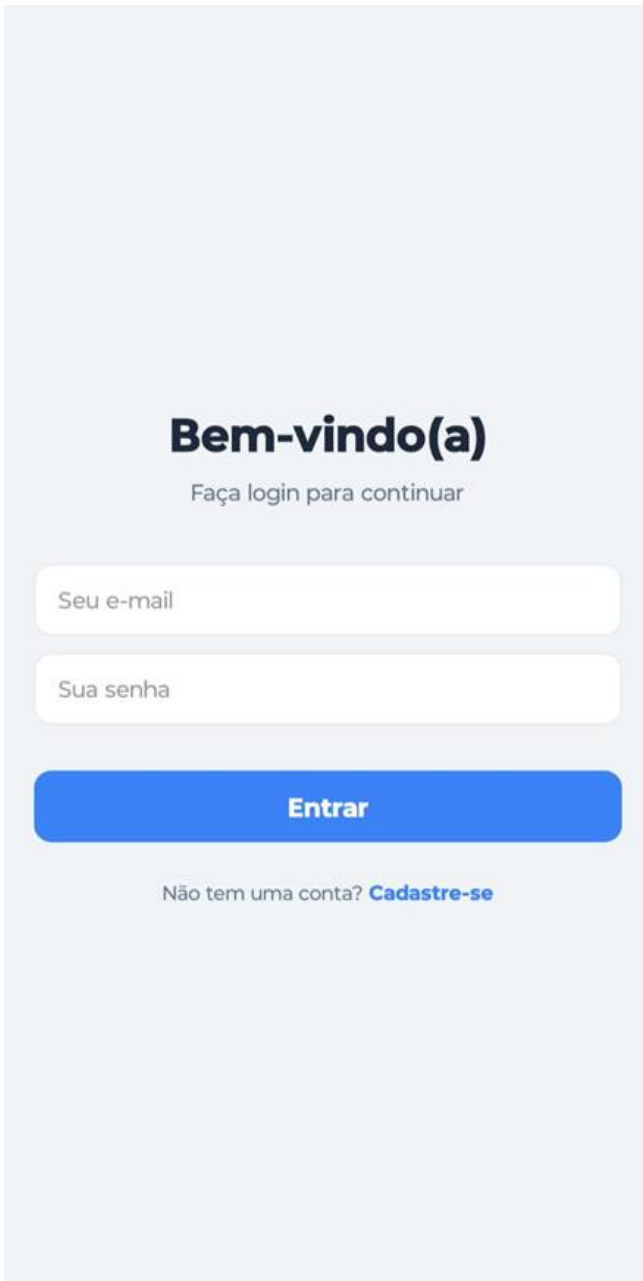 Bem-vindo(a)
Faça login para continuar
Seu e-mail
Sua senha
Entrar
Não tem uma conta? Cadastre-se